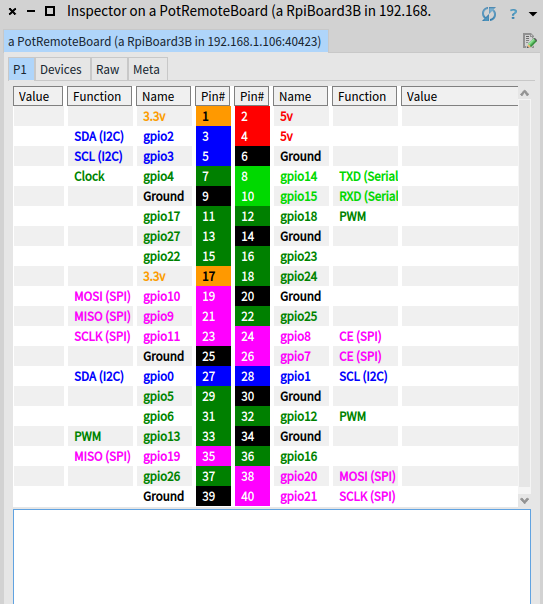 Inspector on a PotRemoteBoard (a RpiBoard3B in 192.168.
?
a PotRemoteBoard (a RpiBoard3B in 192.168.1.106:40423)
P1 Devices Raw Meta
Value Function Name Pin# Pin# Name Function Value
3.3v 1 2 5v
SDA (I2C) gpio2 3 4 5v
SCL (I2C) gpio3 5 6 Ground
Clock gpio4 7 8 gpio14 TXD (Serial
Ground 9 10 gpio15 RXD (Serial
gpio17 11 12 gpio18 PWM
gpio27 13 14 Ground
gpio22 15 16 gpio23
3.3v 17 18 gpio24
MOSI (SPI) gpio10 19 20 Ground
MISO (SPI) gpio9 21 22 gpio25
SCLK (SPI) gpio11 23 24 gpio8 CE (SPI)
Ground 25 26 gpio7 CE (SPI)
SDA (I2C) gpio0 27 28 gpio1 SCL (I2C)
gpio5 29 30 Ground
gpio6 31 32 gpio12 PWM
PWM gpio13 33 34 Ground
MISO (SPI) gpio19 35 36 gpio16
gpio26 37 38 gpio20 MOSI (SPI)
Ground 39 40 gpio21 SCLK (SPI)